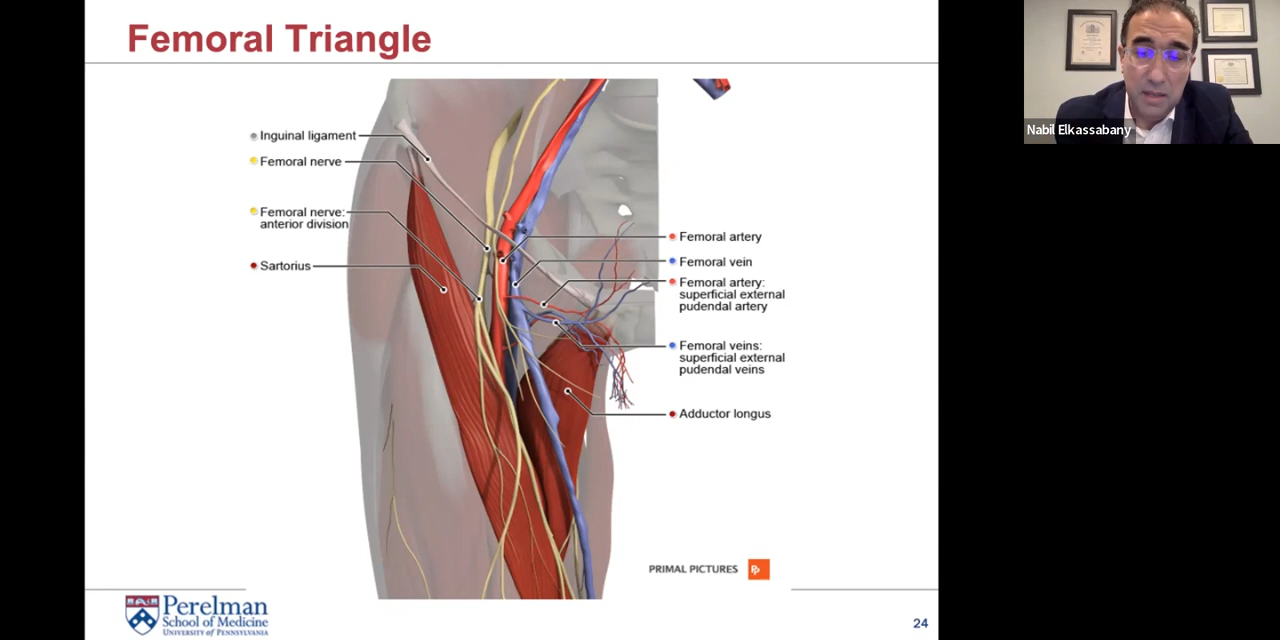 Femoral Triangle
Inguinal ligament
Femoral nerve
Femoral nerve:
anterior division
Sartorius
Femoral artery
Femoral vein
Femoral artery:
superficial external
pudendal artery
Femoral veins:
superficial external
pudendal veins
Adductor longus
PRIMAL PICTURES
Perelman
School of Medicine
UNIVERSITY of PENNSYLVANIA
24
Nabil Elkassabany